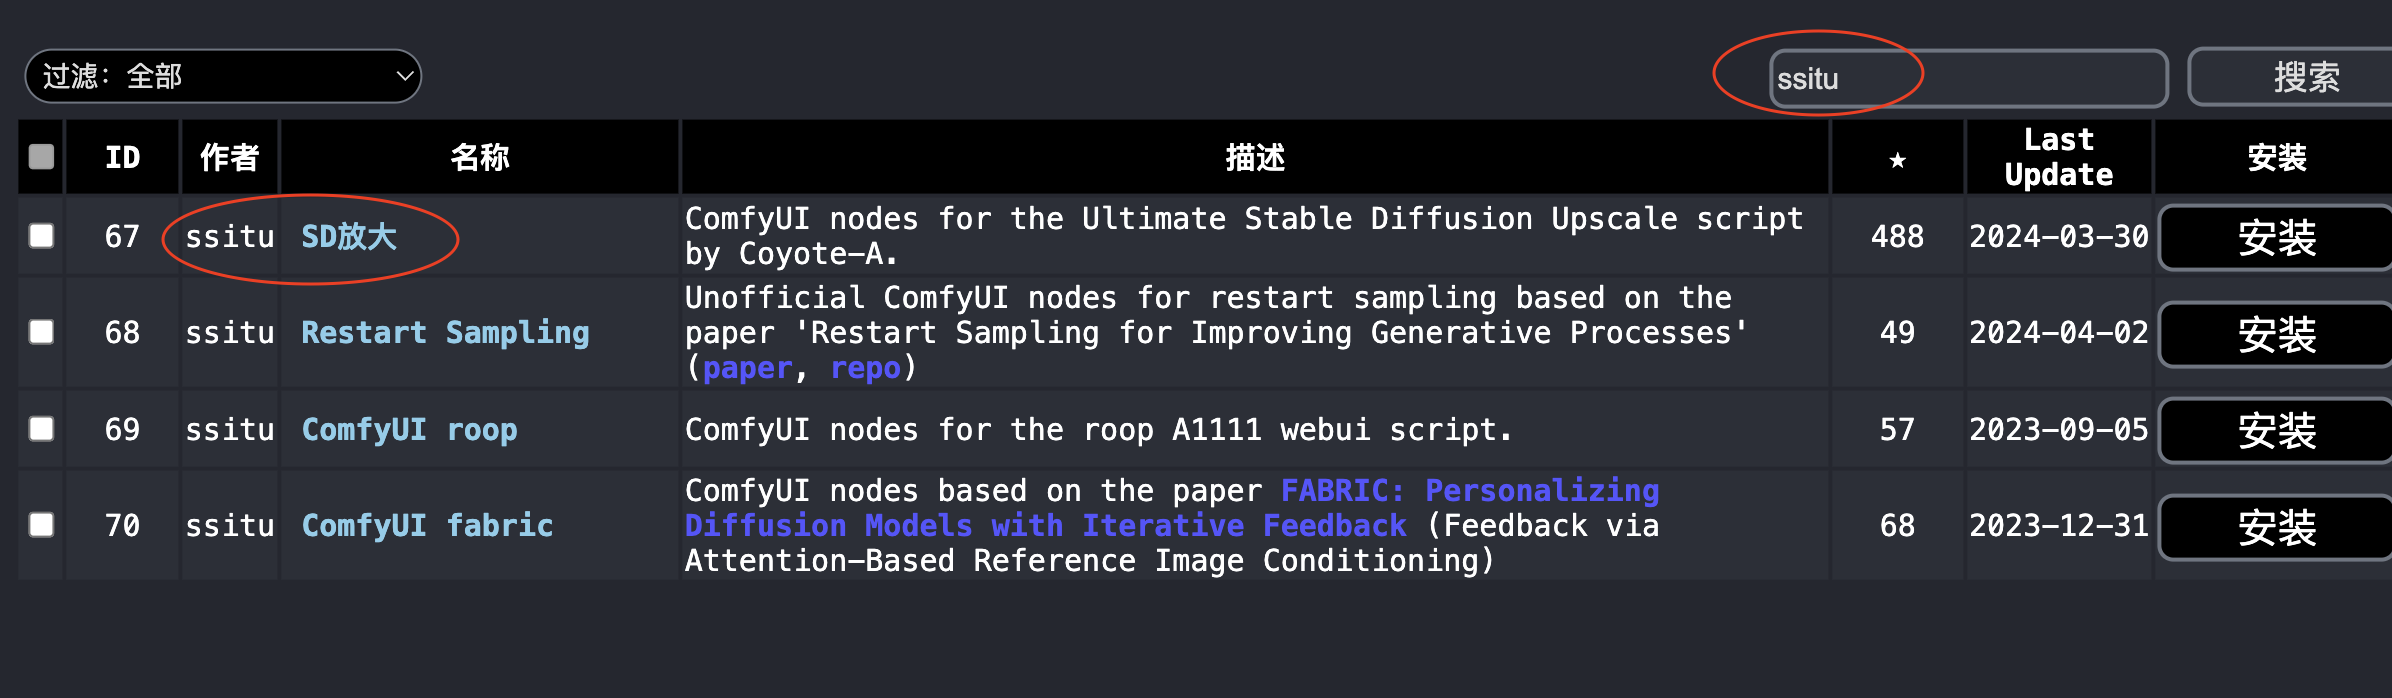 过滤：全部
ssitu
搜索
ID 作者 名称 描述 ★ Last Update 安装
67 ssitu SD放大 ComfyUI nodes for the Ultimate Stable Diffusion Upscale script
by Coyote-A. 488 2024-03-30 安装
68 ssitu Restart Sampling Unofficial ComfyUI nodes for restart sampling based on the
paper 'Restart Sampling for Improving Generative Processes'
(paper, repo) 49 2024-04-02 安装
69 ssitu ComfyUI roop ComfyUI nodes for the roop A1111 webui script. 57 2023-09-05 安装
70 ssitu ComfyUI fabric ComfyUI nodes based on the paper FABRIC: Personalizing
Diffusion Models with Iterative Feedback (Feedback via
Attention-Based Reference Image Conditioning) 68 2023-12-31 安装